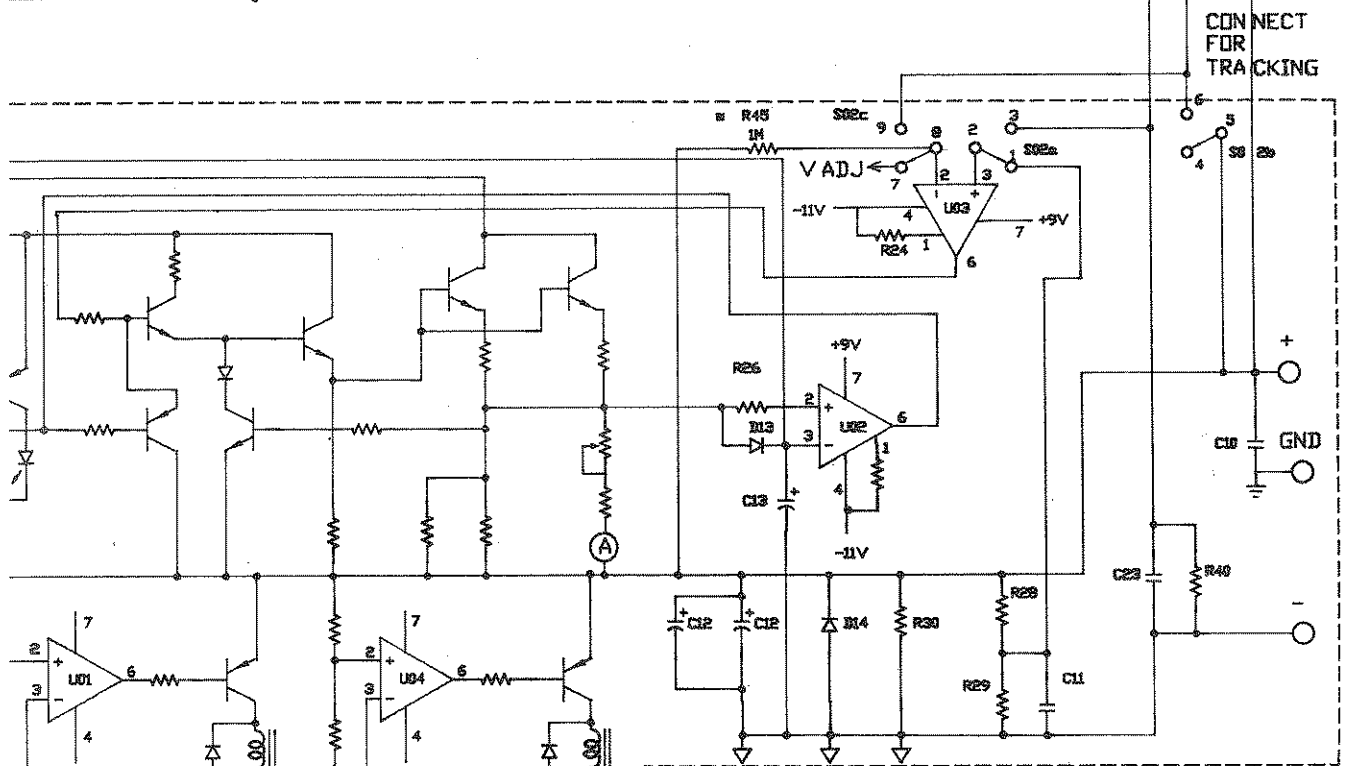 CONNECT
FOR
TRACKING
R45
1M
S02c
9
8
2
3
6
5
4
S0 2b
S02a
1
V ADJ
7
2
3
-
+
U03
-11V
4
+9V
7
R24
1
6
+9V
7
R26
2
+
U02
6
D13
3
-
1
4
C13
+
-11V
+
C10
GND
A
C23
R40
-
+
C12
+
C12
D14
R30
R28
R29
C11
7
2
+
U01
6
3
-
4
7
2
+
U04
6
3
-
4